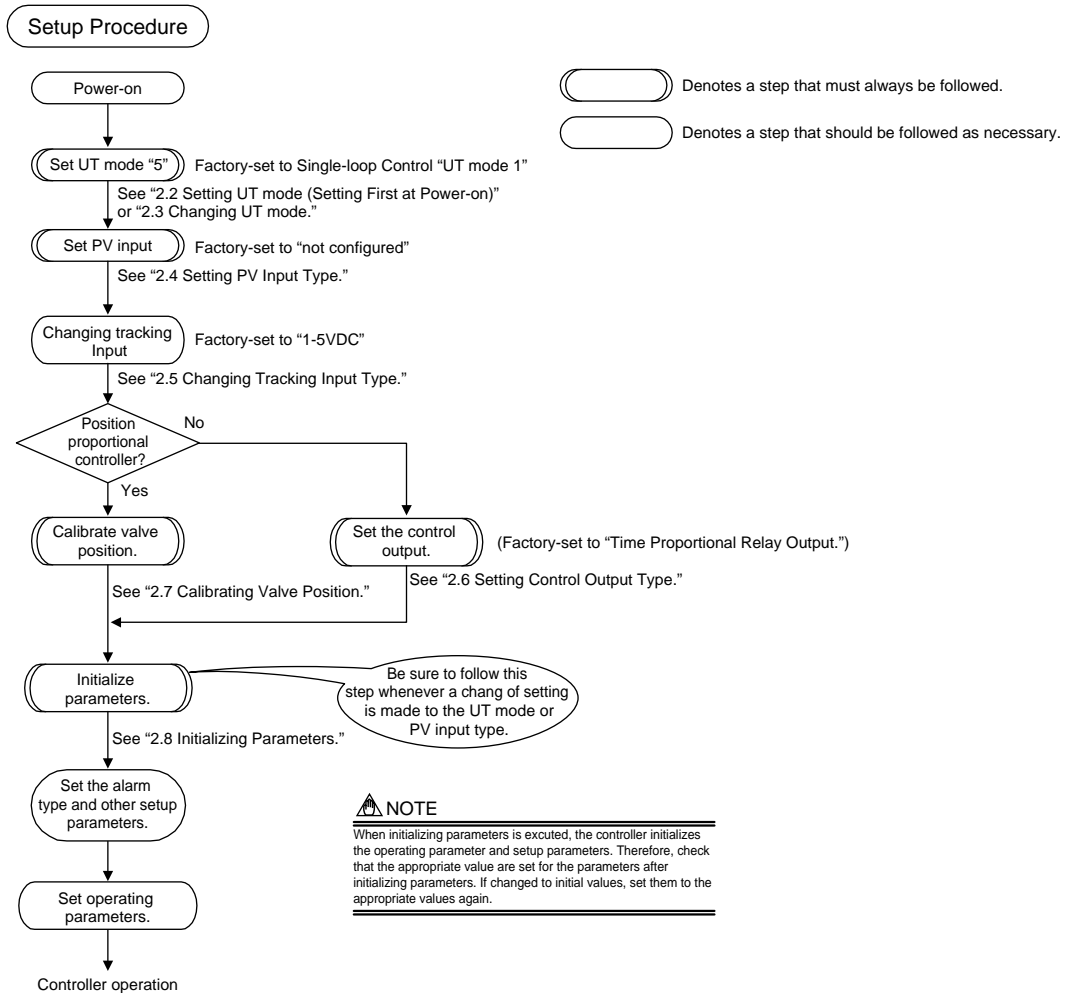 Setup Procedure
Power-on
Denotes a step that must always be followed.
Denotes a step that should be followed as necessary.
Set UT mode “5”
Factory-set to Single-loop Control “UT mode 1”
See “2.2 Setting UT mode (Setting First at Power-on)”
or “2.3 Changing UT mode.”
Set PV input
Factory-set to “not configured”
See “2.4 Setting PV Input Type.”
Changing tracking
Input
Factory-set to “1-5VDC”
See “2.5 Changing Tracking Input Type.”
Position
proportional
controller?
No
Yes
Calibrate valve
position.
See “2.7 Calibrating Valve Position.”
Set the control
output.
(Factory-set to “Time Proportional Relay Output.”)
See “2.6 Setting Control Output Type.”
Initialize
parameters.
Be sure to follow this
step whenever a chang of setting
is made to the UT mode or
PV input type.
See “2.8 Initializing Parameters.”
Set the alarm
type and other setup
parameters.
NOTE
When initializing parameters is excuted, the controller initializes
the operating parameter and setup parameters. Therefore, check
that the appropriate value are set for the parameters after
initializing parameters. If changed to initial values, set them to the
appropriate values again.
Set operating
parameters.
Controller operation